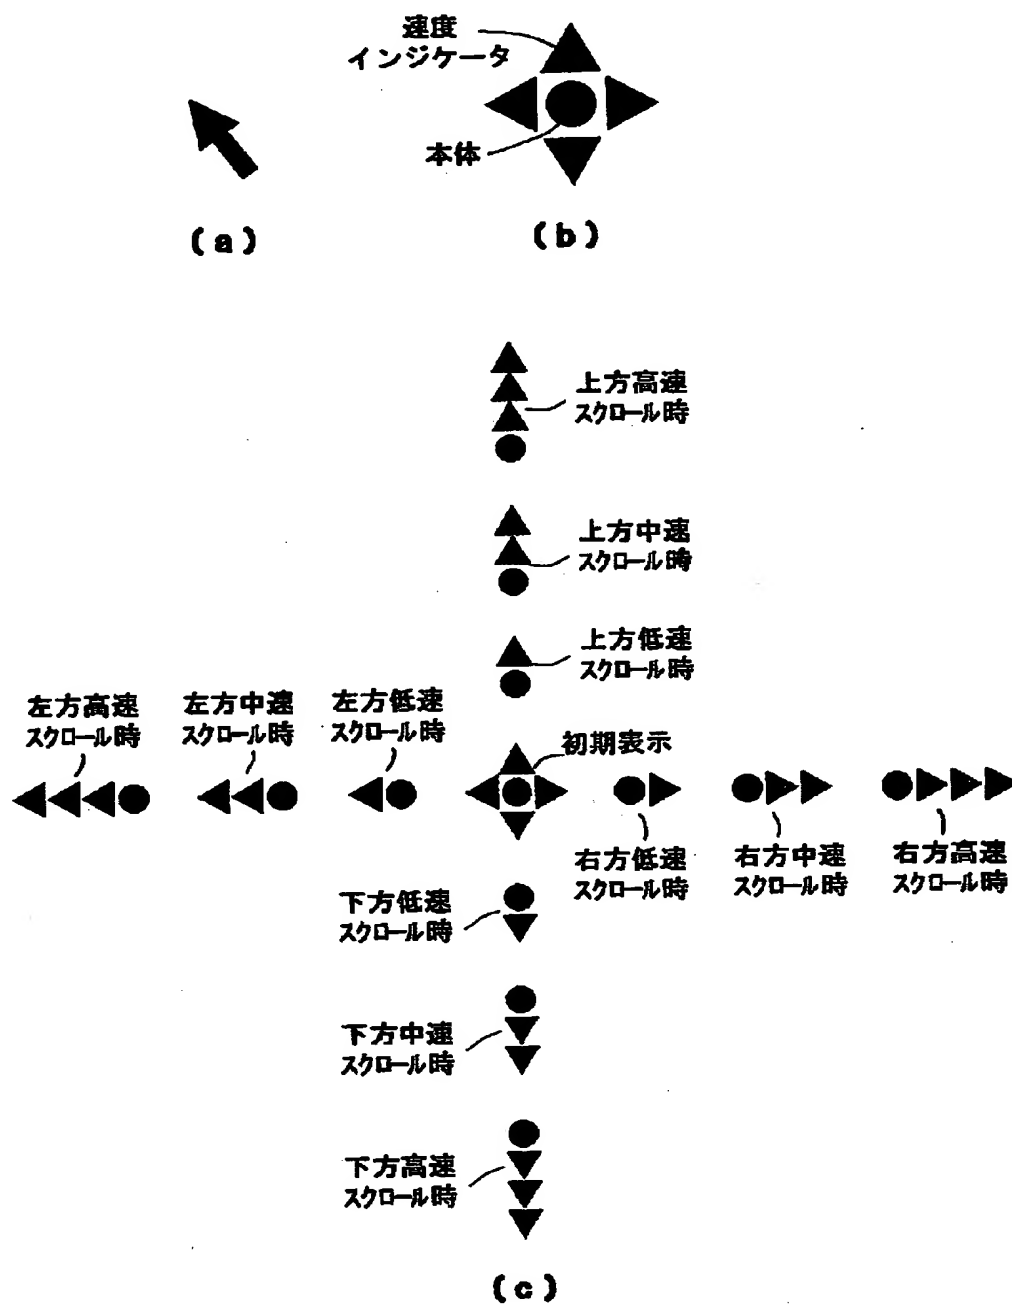 速度
インジケータ
本体
(a)
(b)
上方高速
スクロール時
上方中速
スクロール時
上方低速
スクロール時
左方高速
スクロール時
左方中速
スクロール時
左方低速
スクロール時
初期表示
右方低速
スクロール時
右方中速
スクロール時
右方高速
スクロール時
下方低速
スクロール時
下方中速
スクロール時
下方高速
スクロール時
(c)